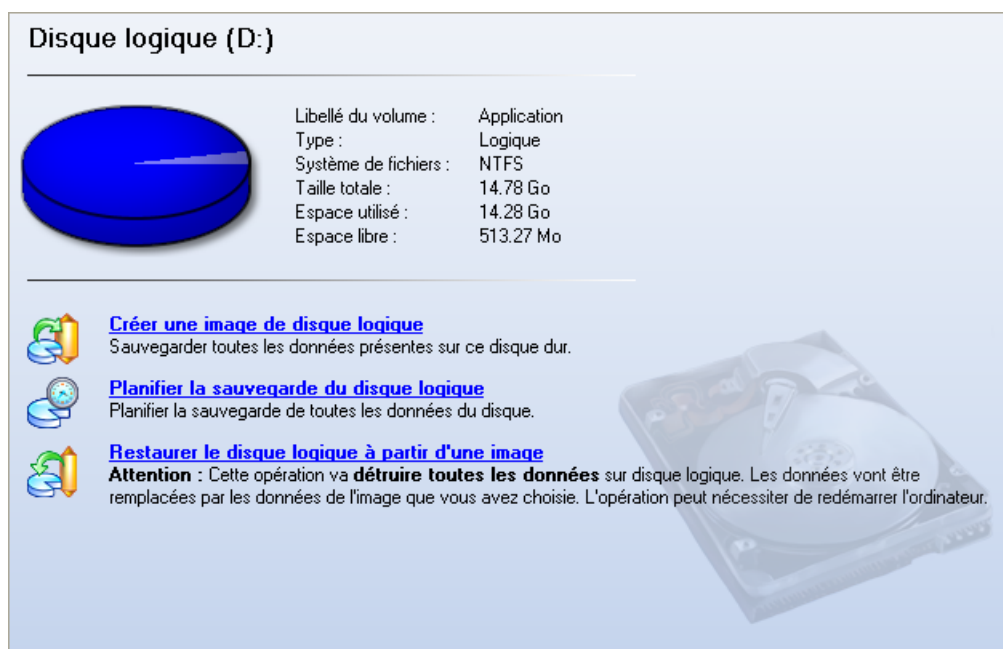 Disque logique (D:)
Libellé du volume : Application
Type : Logique
Système de fichiers : NTFS
Taille totale : 14.78 Go
Espace utilisé : 14.28 Go
Espace libre : 513.27 Mo
Créer une image de disque logique
Sauvegarder toutes les données présentes sur ce disque dur.
Planifier la sauvegarde du disque logique
Planifier la sauvegarde de toutes les données du disque.
Restaurer le disque logique à partir d'une image
Attention : Cette opération va détruire toutes les données sur disque logique. Les données vont être
remplacées par les données de l'image que vous avez choisie. L'opération peut nécessiter de redémarrer l'ordinateur.